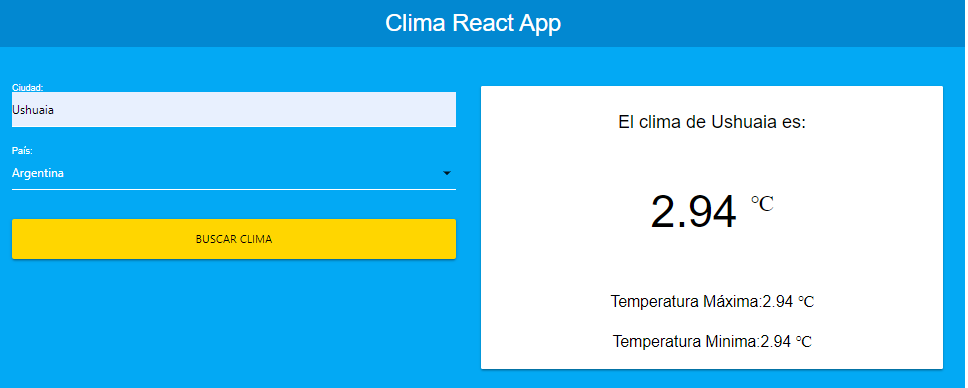 Clima React App
Ciudad:
Ushuaia
País:
Argentina
BUSCAR CLIMA
El clima de Ushuaia es:
2.94 °C
Temperatura Máxima:2.94 °C
Temperatura Minima:2.94 °C